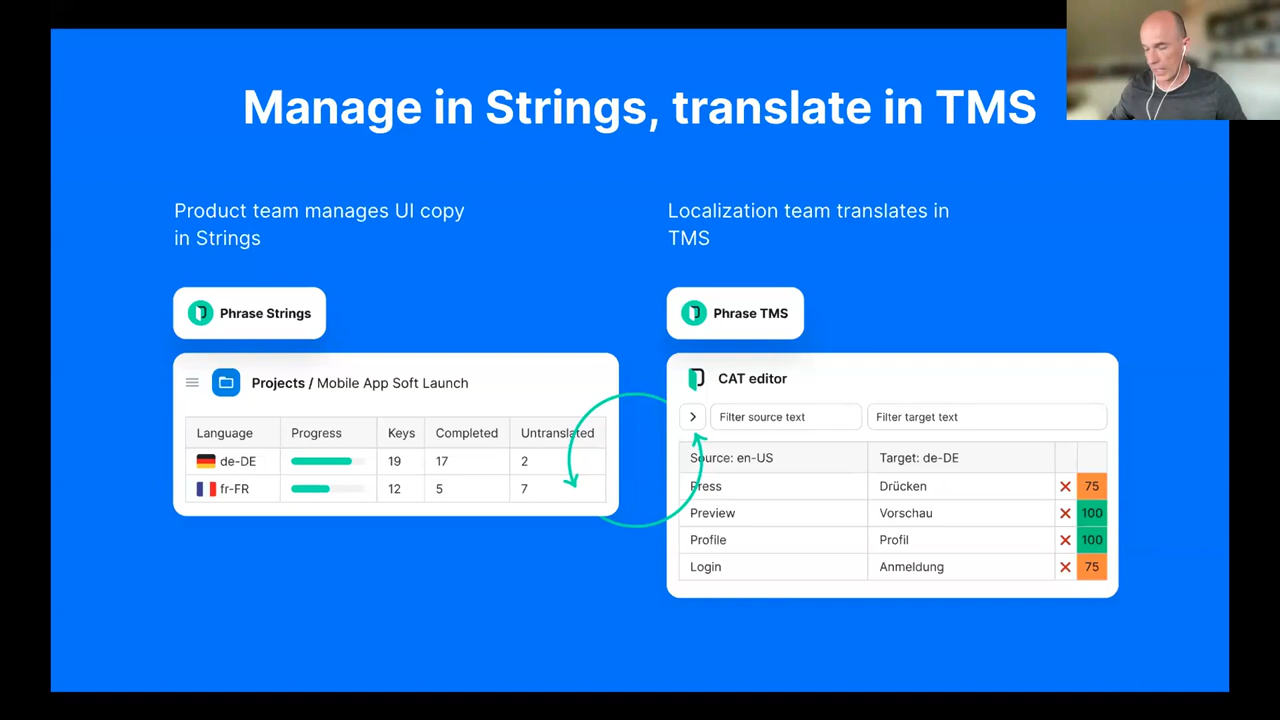 Manage in Strings, translate in TMS
Product team manages UI copy
in Strings
Phrase Strings
Projects / Mobile App Soft Launch
Language Progress Keys Completed Untranslated
de-DE 19 17 2
fr-FR 12 5 7
Localization team translates in
TMS
Phrase TMS
CAT editor
Filter source text Filter target text
Source: en-US Target: de-DE
Press Drücken 75
Preview Vorschau 100
Profile Profil 100
Login Anmeldung 75